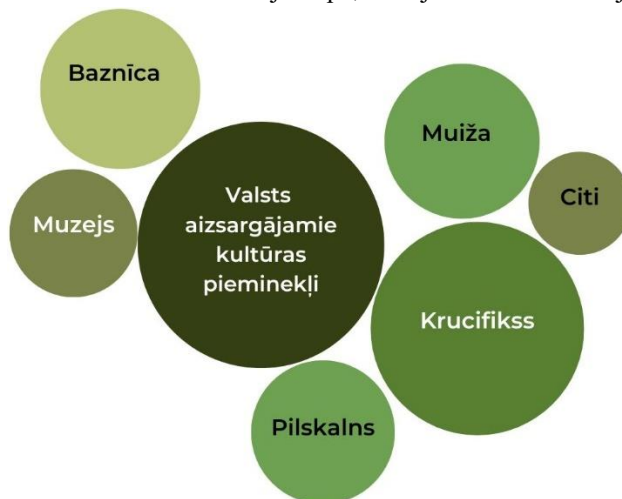 Baznīca
Muiža
Citi
Muzejs
Valsts
aizsargājamie
kultūras
pieminekļi
Krucifikss
Pilskalns